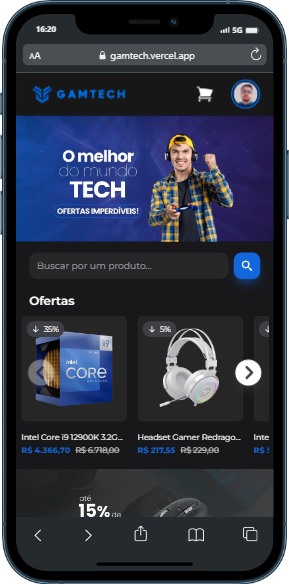 16:20
5G
AA
gamtech.vercel.app
GAMTECH
O melhor
do mundo
TECH
OFERTAS IMPERDÍVEIS!
Buscar por um produto...
Ofertas
35%
5%
intel
CORE
i9
Intel Core i9 12900K 3.2G...
Headset Gamer Redrago...
Inte
R$ 4.366,70 R$ 6.718,00
R$ 217,55 R$ 229,00
até
15% de